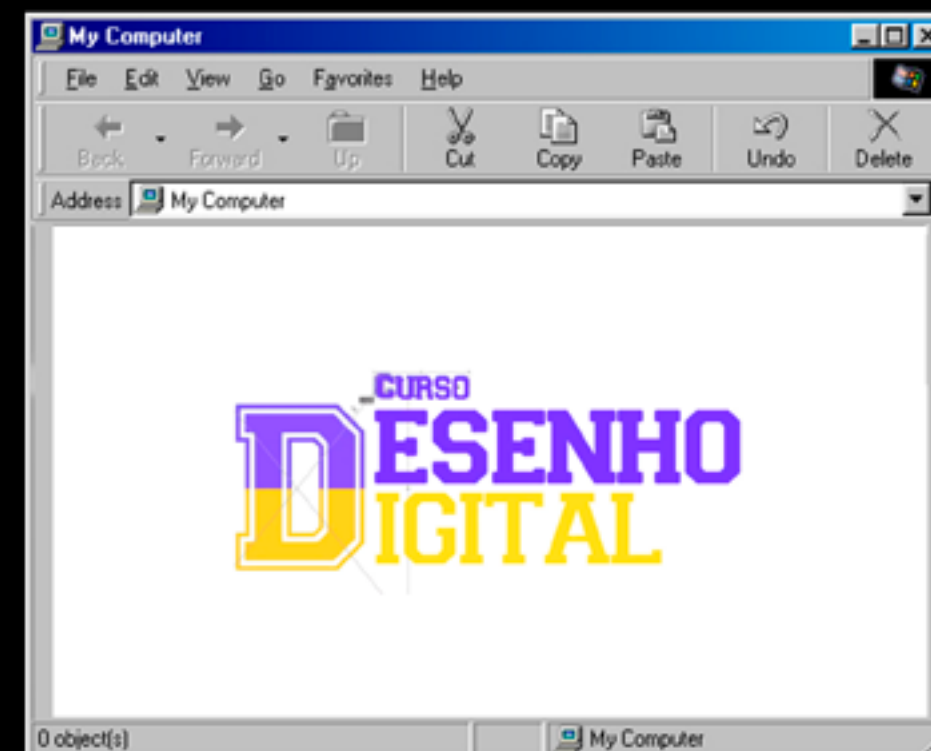 My Computer
File Edit View Go Favorites Help
Back Forward Up Cut Copy Paste Undo Delete
Address My Computer
CURSO
DESENHO
DIGITAL
0 object(s) My Computer